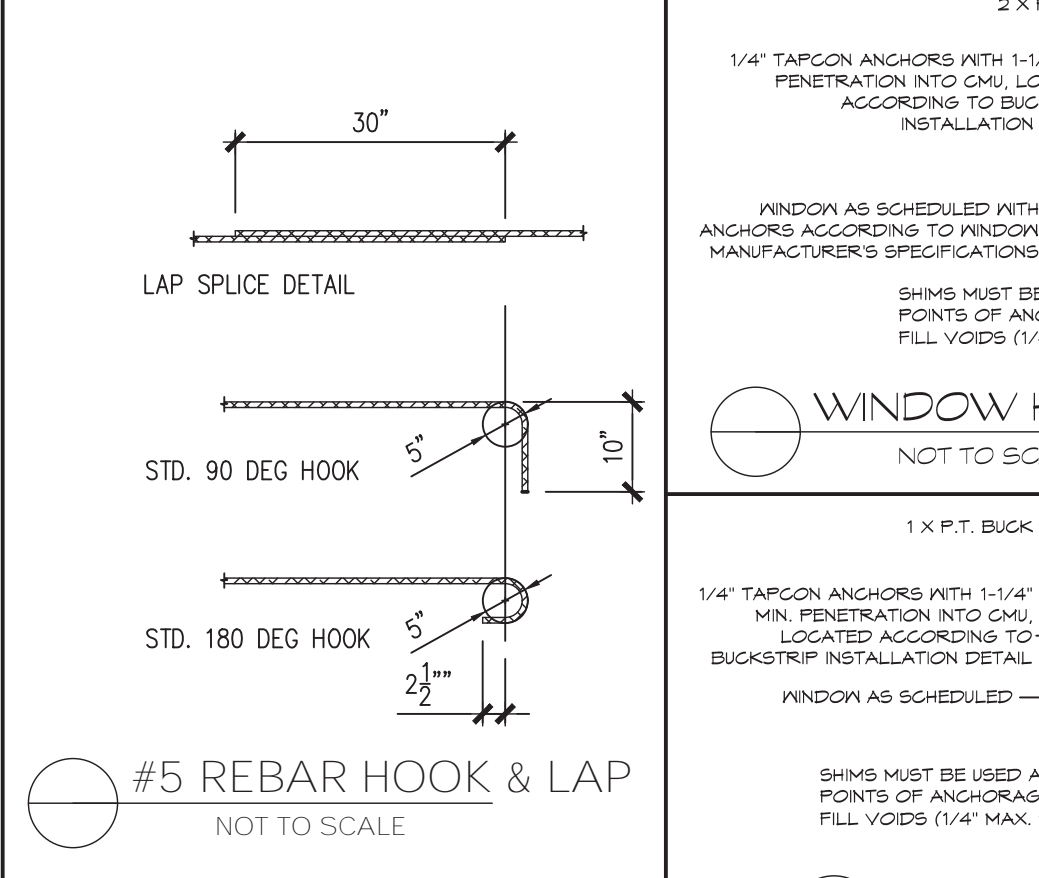 30"
LAP SPLICE DETAIL
5"
10"
STD. 90 DEG HOOK
5"
STD. 180 DEG HOOK
2 1/2""
#5 REBAR HOOK & LAP
NOT TO SCALE
2 X
1/4" TAPCON ANCHORS WITH 1-1/
PENETRATION INTO CMU, LO
ACCORDING TO BUC
INSTALLATION
WINDOW AS SCHEDULED WITH
ANCHORS ACCORDING TO WINDOW
MANUFACTURER'S SPECIFICATIONS
SHIMS MUST BE
POINTS OF ANC
FILL VOIDS (1/
WINDOW H
NOT TO SC
1 X P.T. BUCK
1/4" TAPCON ANCHORS WITH 1-1/4"
MIN. PENETRATION INTO CMU,
LOCATED ACCORDING TO
BUCKSTRIP INSTALLATION DETAIL
WINDOW AS SCHEDULED
SHIMS MUST BE USED A
POINTS OF ANCHORAG
FILL VOIDS (1/4" MAX.